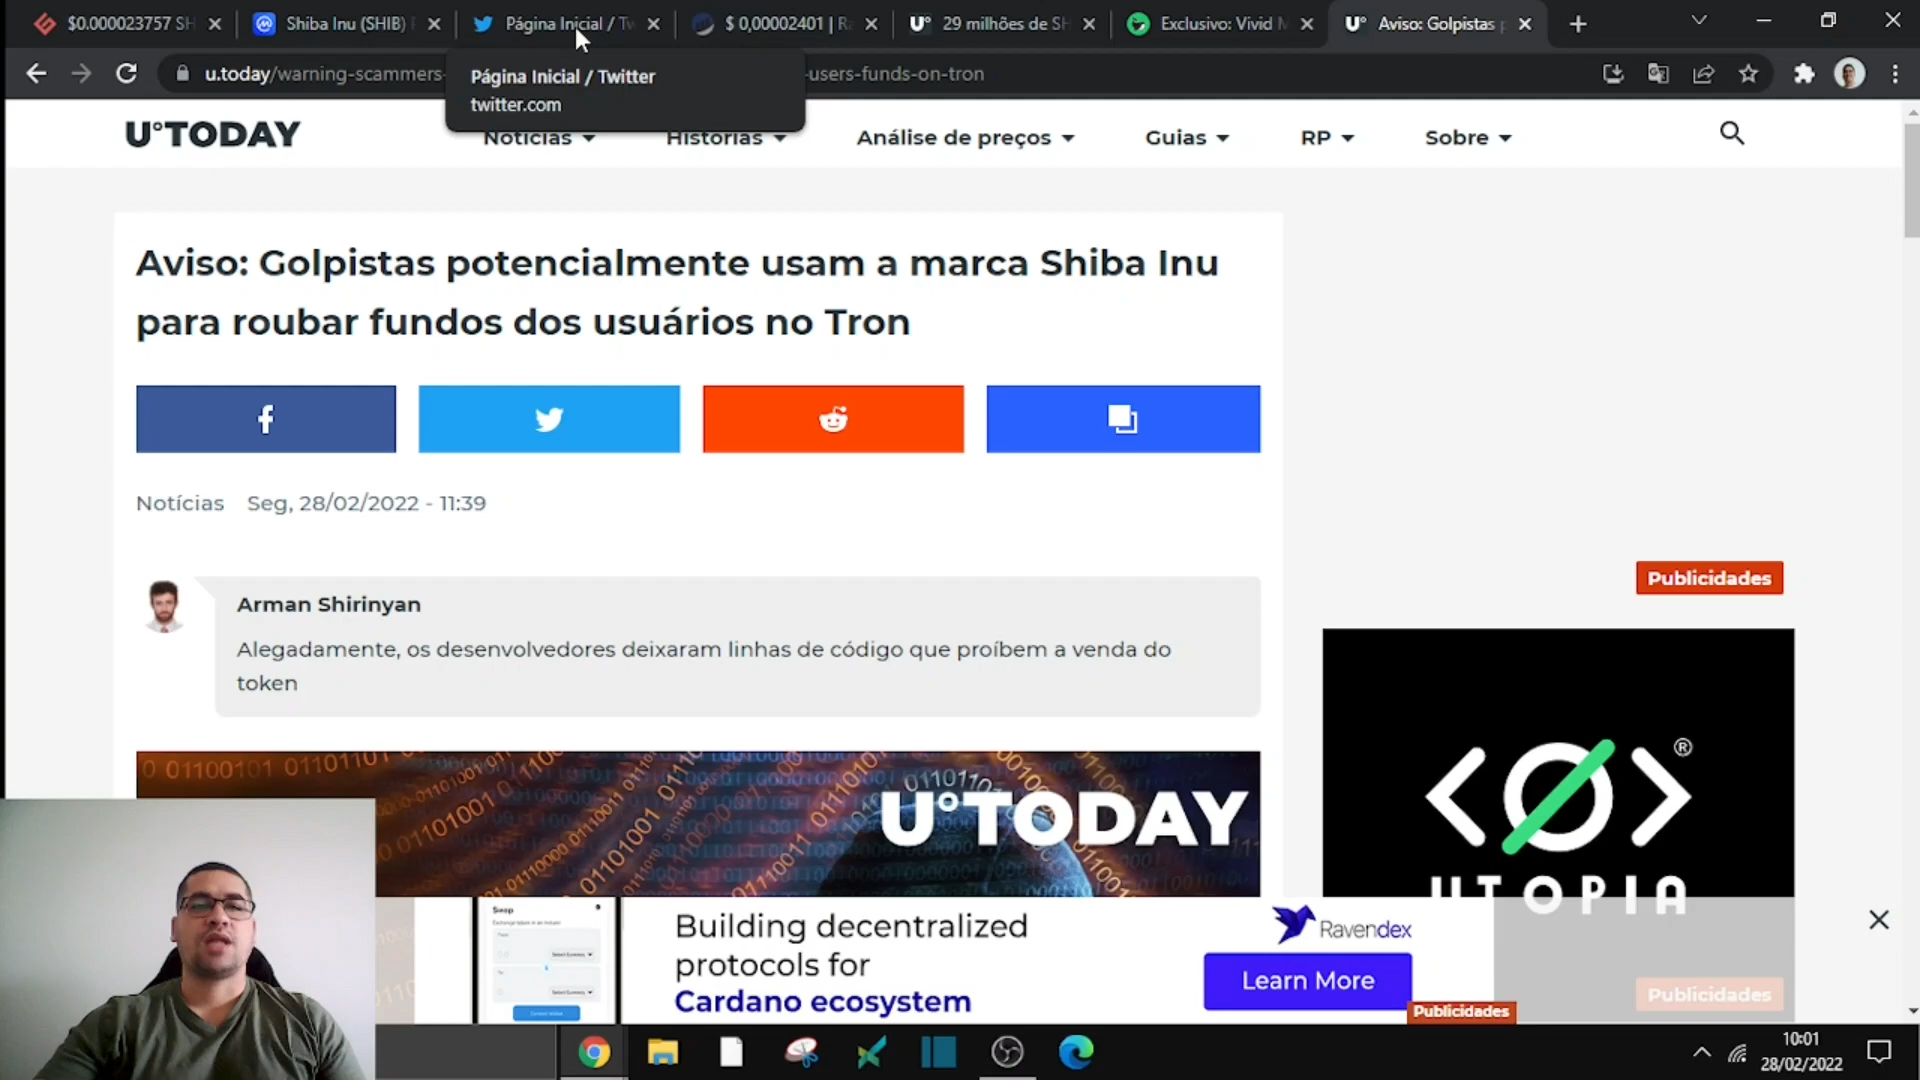 $0.000023757 SH
Shiba Inu (SHIB)
Página Inicial / Tw
$ 0,00002401 | Ra
29 milhões de SH
Exclusivo: Vivid M
Aviso: Golpistas p
u.today/warning-scammers-
users-funds-on-tron
Página Inicial / Twitter
twitter.com
U°TODAY
Notícias
Histórias
Análise de preços
Guias
RP
Sobre
Aviso: Golpistas potencialmente usam a marca Shiba Inu
para roubar fundos dos usuários no Tron
Notícias Seg, 28/02/2022 - 11:39
Arman Shirinyan
Alegadamente, os desenvolvedores deixaram linhas de código que proíbem a venda do
token
Publicidades
U°TODAY
UTOPIA
®
Swap
Building decentralized
protocols for
Cardano ecosystem
Ravendex
Learn More
Publicidades
Publicidades
10:01
28/02/2022